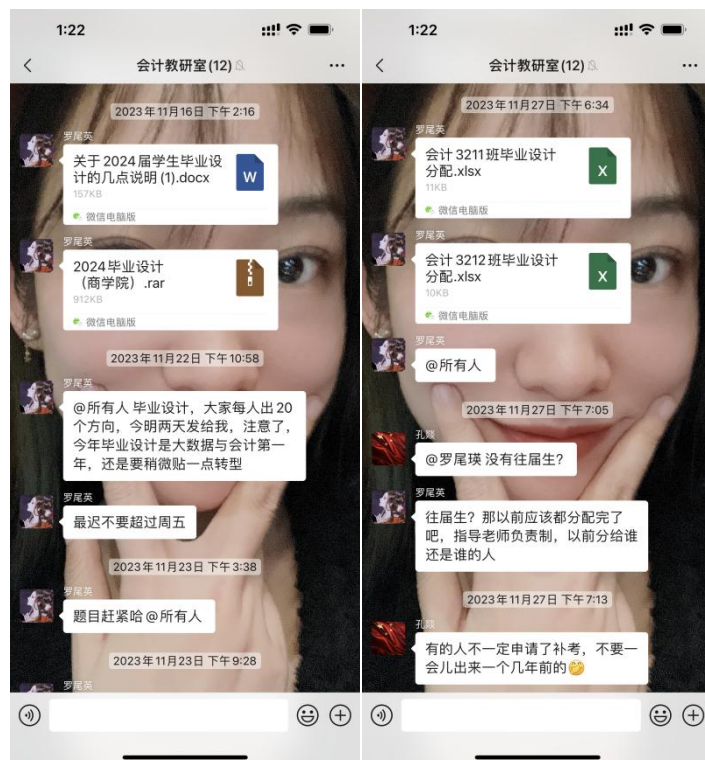 1:22
会计教研室(12)
2023年11月16日 下午2:16
罗尾英
关于2024届学生毕业设
计的几点说明 (1).docx
W
157KB
微信电脑版
罗尾英
2024毕业设计
（商学院）.rar
912KB
微信电脑版
2023年11月22日 下午10:58
罗尾英
@所有人 毕业设计，大家每人出20
个方向，今明两天发给我，注意了，
今年毕业设计是大数据与会计第一
年，还是要稍微贴一点转型
罗尾英
最迟不要超过周五
2023年11月23日 下午3:38
罗尾英
题目赶紧哈@所有人
2023年11月23日 下午9:28
罗尾英
1:22
会计教研室(12)
2023年11月27日 下午6:34
罗尾英
会计3211班毕业设计
分配.xlsx
X
11KB
微信电脑版
罗尾英
会计3212班毕业设计
分配.xlsx
X
10KB
微信电脑版
罗尾英
@所有人
2023年11月27日 下午7:05
孔燚
@罗尾瑛 没有往届生？
罗尾英
往届生？那以前应该都分配完了
吧，指导老师负责制，以前分给谁
还是谁的人
2023年11月27日 下午7:13
孔燚
有的人不一定申请了补考，不要一
会儿出来一个几年前的